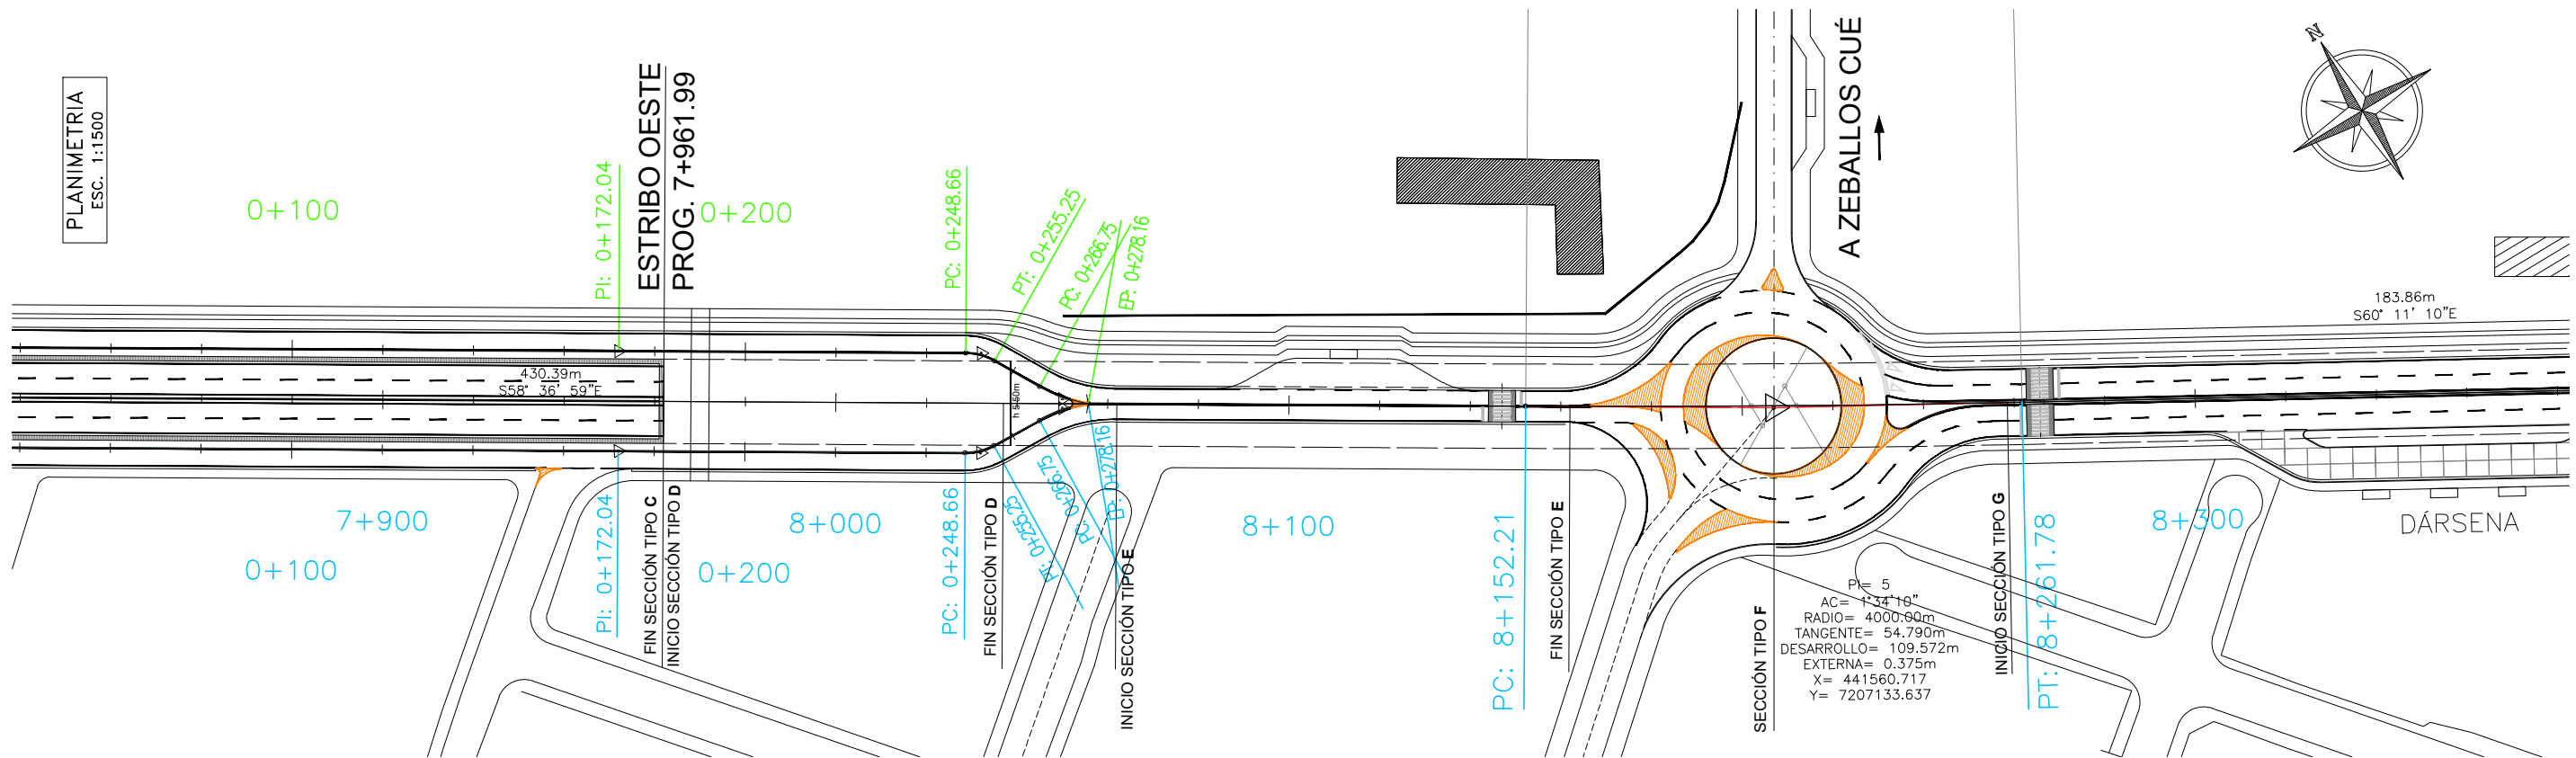 PLANIMETRIA
ESC. 1:1500
0+100
PI: 0+172.04
ESTRIBO OESTE
PROG. 7+961.99
0+200
PC: 0+248.66
PT: 0+255.25
PC: 0+266.75
EP: 0+278.16
A ZEBALLOS CUÉ
N
183.86m
S60° 11' 10"E
430.39m
S58° 36' 59"E
7+900
0+100
PI: 0+172.04
FIN SECCIÓN TIPO C
INICIO SECCIÓN TIPO D
0+200
8+000
PC: 0+248.66
FIN SECCIÓN TIPO D
PT: 0+255.25
PC: 0+266.75
EP: 0+278.16
INICIO SECCIÓN TIPO E
8+100
PC: 8+152.21
FIN SECCIÓN TIPO E
SECCIÓN TIPO F
PI= 5
AC= 1°34'10"
RADIO= 4000.00m
TANGENTE= 54.790m
DESARROLLO= 109.572m
EXTERNA= 0.375m
X= 441560.717
Y= 7207133.637
INICIO SECCIÓN TIPO G
PT: 8+261.78
8+300
DÁRSENA